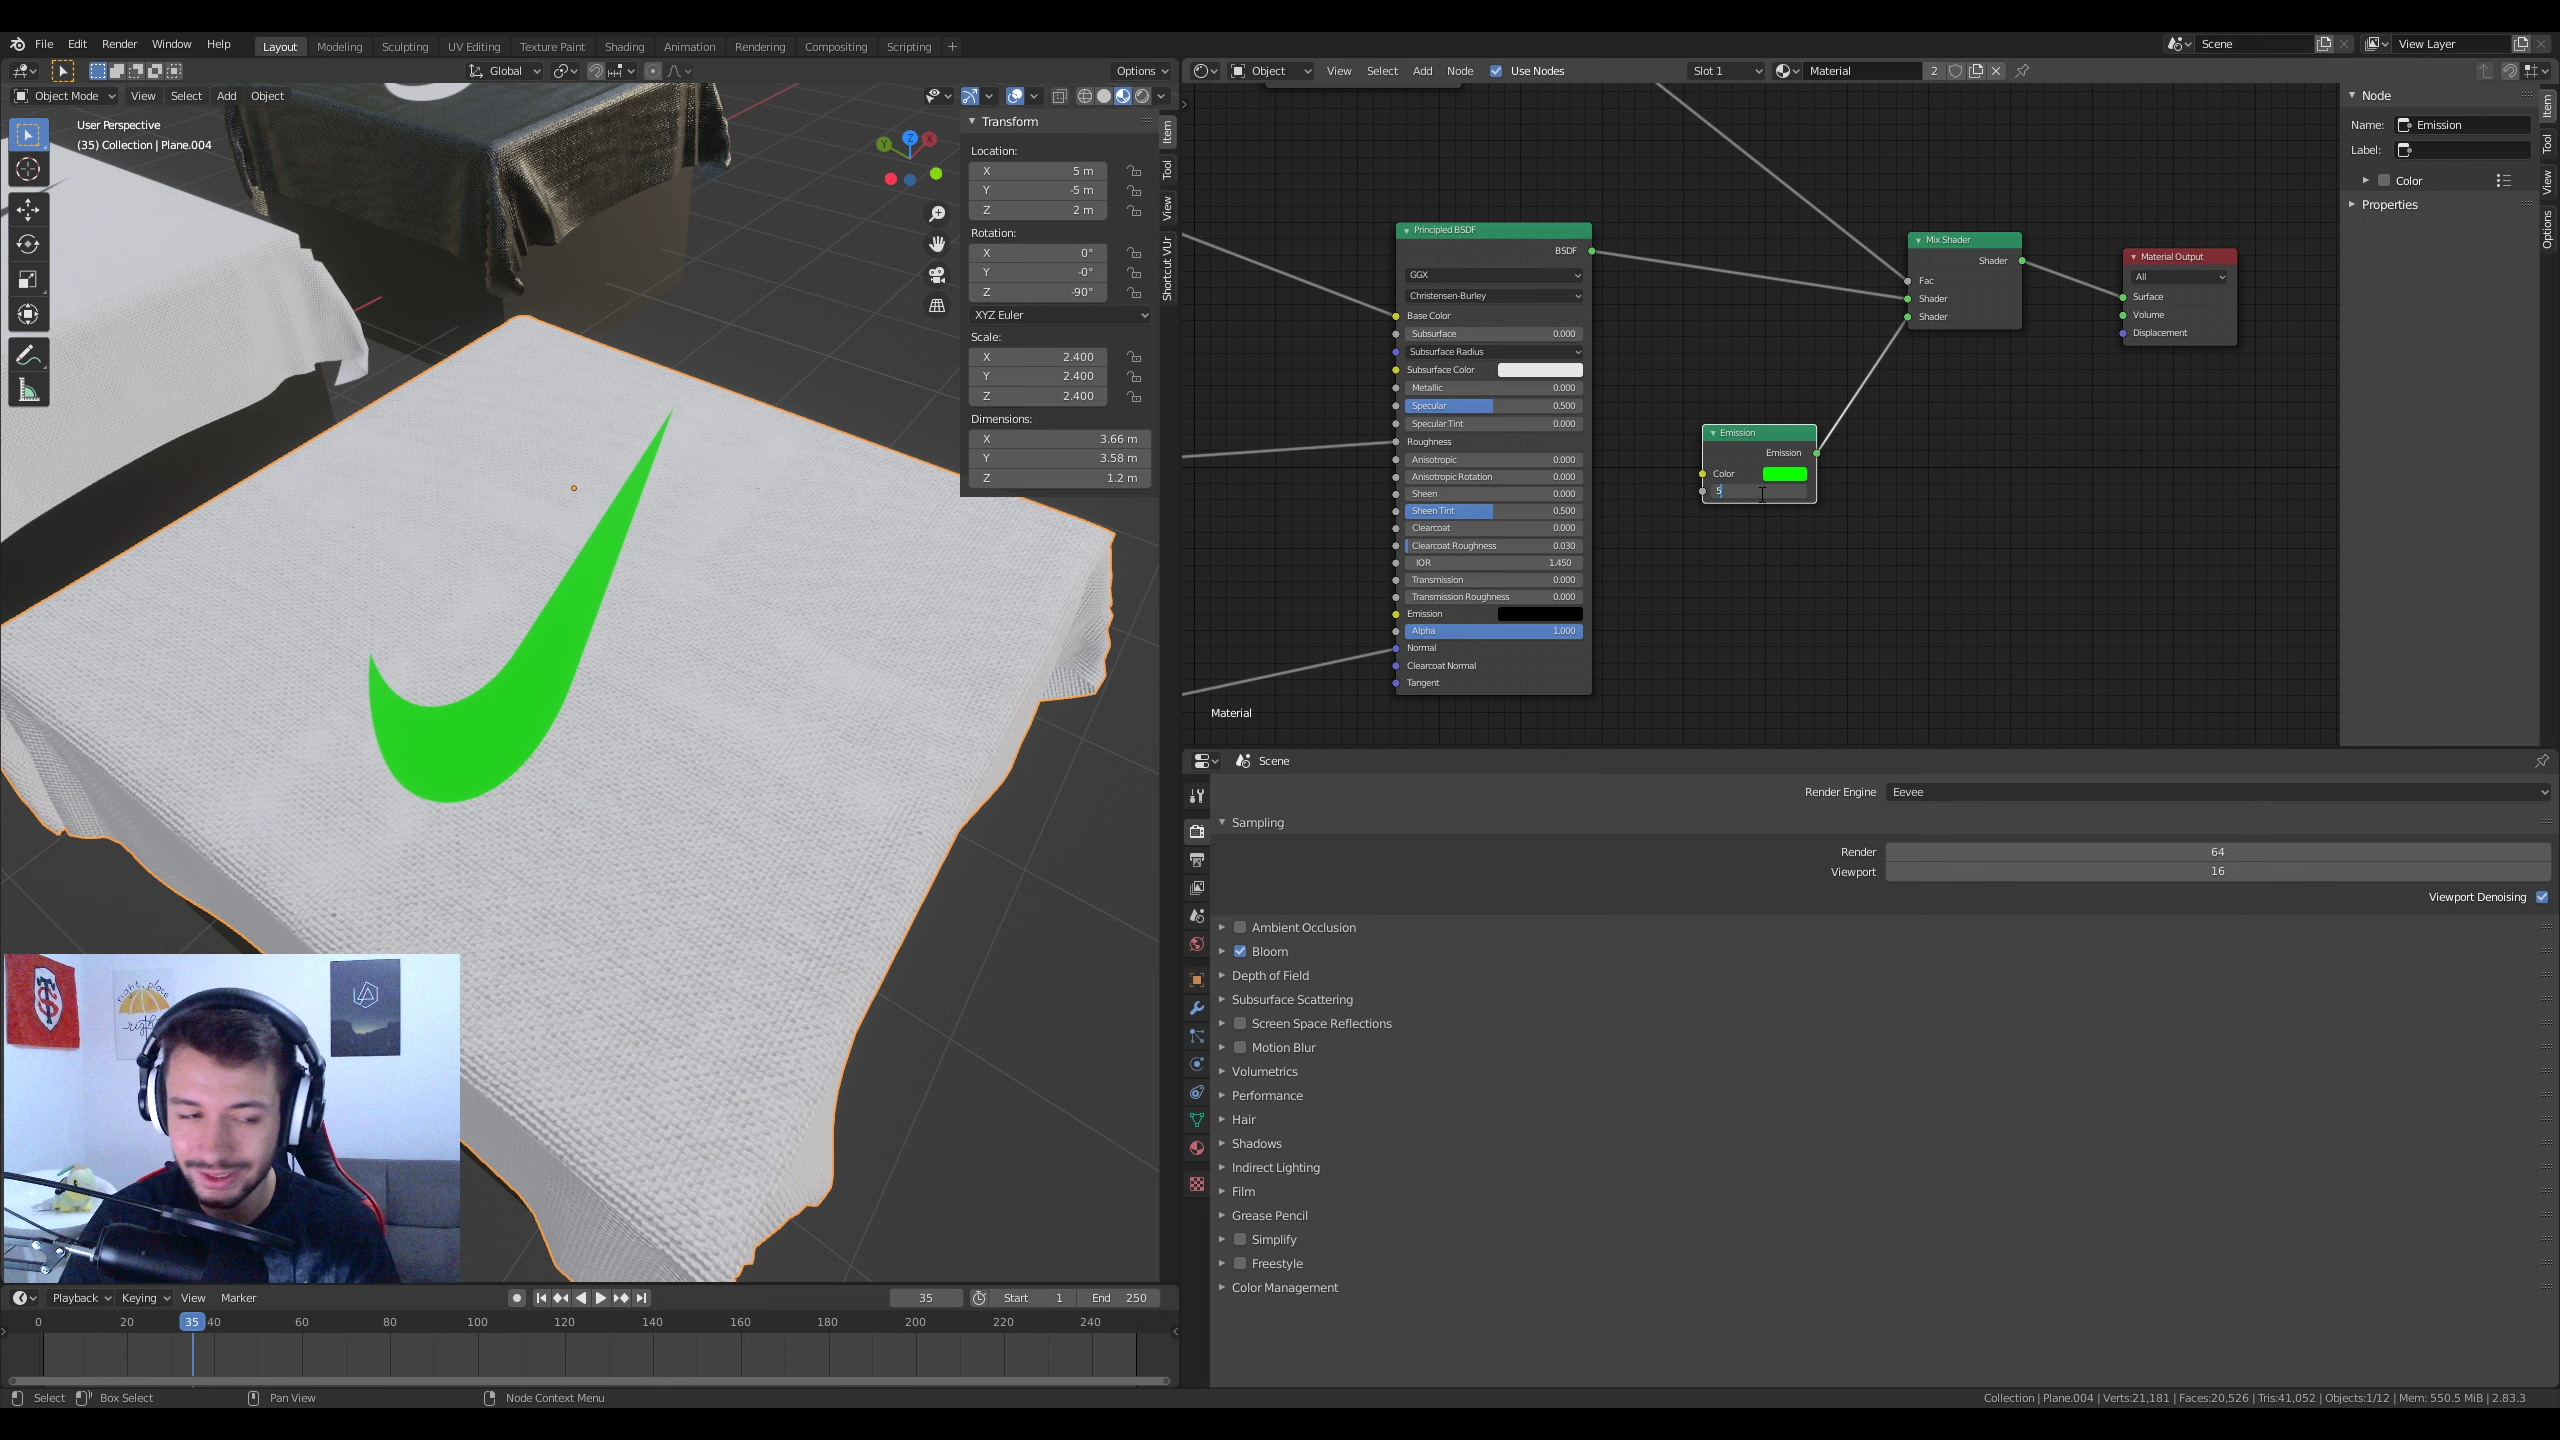 File Edit Render Window Help Layout Modeling Sculpting UV Editing Texture Paint Shading Animation Rendering Compositing Scripting +
Scene
View Layer
Global
Options
Object Mode View Select Add Object
User Perspective
(35) Collection | Plane.004
Y Z X
Transform
Location:
X 5 m
Y -5 m
Z 2 m
Rotation:
X 0°
Y -0°
Z -90°
XYZ Euler
Scale:
X 2.400
Y 2.400
Z 2.400
Dimensions:
X 3.66 m
Y 3.58 m
Z 1.2 m
Item
Tool
View
Shortcut VUr
Object View Select Add Node Use Nodes Slot 1 Material 2
Principled BSDF
BSDF
GGX
Christensen-Burley
Base Color
Subsurface 0.000
Subsurface Radius
Subsurface Color
Metallic 0.000
Specular 0.500
Specular Tint 0.000
Roughness
Anisotropic 0.000
Anisotropic Rotation 0.000
Sheen 0.000
Sheen Tint 0.500
Clearcoat 0.000
Clearcoat Roughness 0.030
IOR 1.450
Transmission 0.000
Transmission Roughness 0.000
Emission
Alpha 1.000
Normal
Clearcoat Normal
Tangent
Emission
Emission
Color
5
Mix Shader
Shader
Fac
Shader
Shader
Material Output
All
Surface
Volume
Displacement
Material
Node
Name: Emission
Label:
Color
Properties
Item
Tool
View
Options
Scene
Render Engine Eevee
Sampling
Render 64
Viewport 16
Viewport Denoising
Ambient Occlusion
Bloom
Depth of Field
Subsurface Scattering
Screen Space Reflections
Motion Blur
Volumetrics
Performance
Hair
Shadows
Indirect Lighting
Film
Grease Pencil
Simplify
Freestyle
Color Management
right, place
right
Playback Keying View Marker
35 Start 1 End 250
0 20 35 40 60 80 100 120 140 160 180 200 220 240
Select Box Select Pan View Node Context Menu
Collection | Plane.004 | Verts:21,181 | Faces:20,526 | Tris:41,052 | Objects:1/12 | Mem: 550.5 MiB | 2.83.3